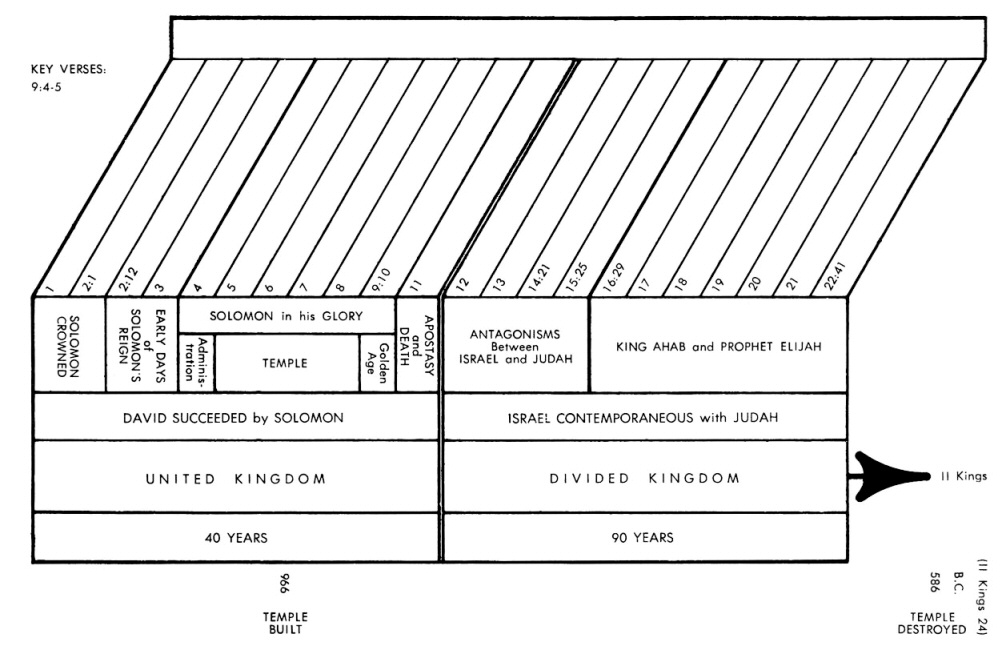 KEY VERSES:
9:4-5
1
2:1
2:12
3
4
5
6
7
8
9:10
11
12
13
14:21
15:25
16:29
17
18
19
20
21
22:41
SOLOMON
CROWNED
EARLY DAYS
of
SOLOMON'S
REIGN
SOLOMON in his GLORY
Adminis-
tration
TEMPLE
Golden
Age
APOSTASY
and
DEATH
ANTAGONISMS
Between
ISRAEL and JUDAH
KING AHAB and PROPHET ELIJAH
DAVID SUCCEEDED by SOLOMON
ISRAEL CONTEMPORANEOUS with JUDAH
UNITED KINGDOM
DIVIDED KINGDOM
II Kings
40 YEARS
90 YEARS
966
TEMPLE
BUILT
(II Kings 24)
B.C.
586
TEMPLE
DESTROYED